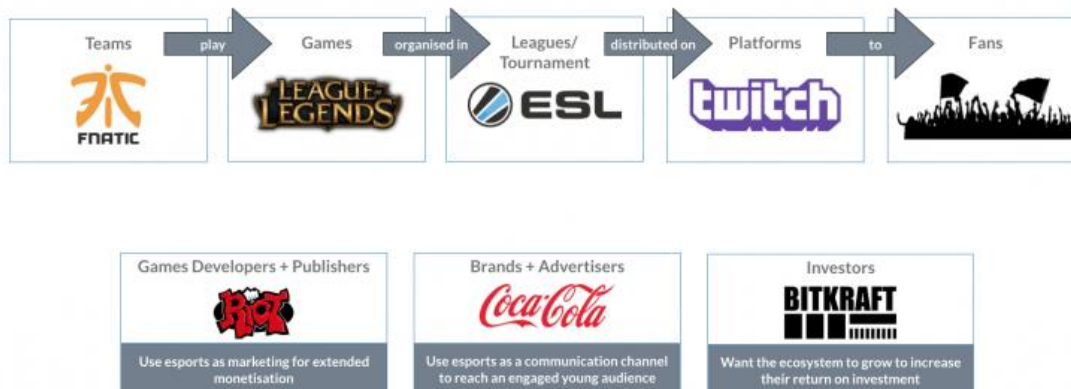 Teams
play
Games
organised in
Leagues/
Tournament
distributed on
Platforms
to
Fans
FNATIC
LEAGUE OF
LEGENDS
ESL
twitch
Games Developers + Publishers
RIOT
Use esports as marketing for extended
monetisation
Brands + Advertisers
Coca-Cola
Use esports as a communication channel
to reach an engaged young audience
Investors
BITKRAFT
Want the ecosystem to grow to increase
their return on investment